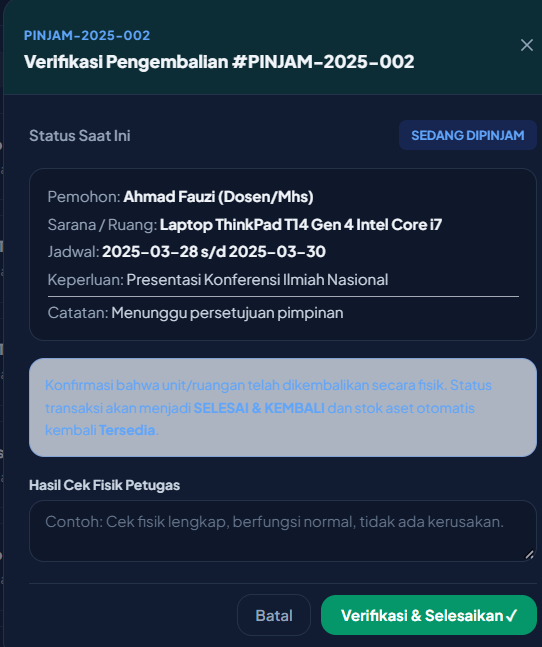 PINJAM-2025-002
Verifikasi Pengembalian #PINJAM-2025-002
Status Saat Ini
SEDANG DIPINJAM
Pemohon: Ahmad Fauzi (Dosen/Mhs)
Sarana / Ruang: Laptop ThinkPad T14 Gen 4 Intel Core i7
Jadwal: 2025-03-28 s/d 2025-03-30
Keperluan: Presentasi Konferensi Ilmiah Nasional
Catatan: Menunggu persetujuan pimpinan
Konfirmasi bahwa unit/ruangan telah dikembalikan secara fisik. Status
transaksi akan menjadi SELESAI & KEMBALI dan stok aset otomatis
kembali Tersedia.
Hasil Cek Fisik Petugas
Contoh: Cek fisik lengkap, berfungsi normal, tidak ada kerusakan.
Batal
Verifikasi & Selesaikan ✓